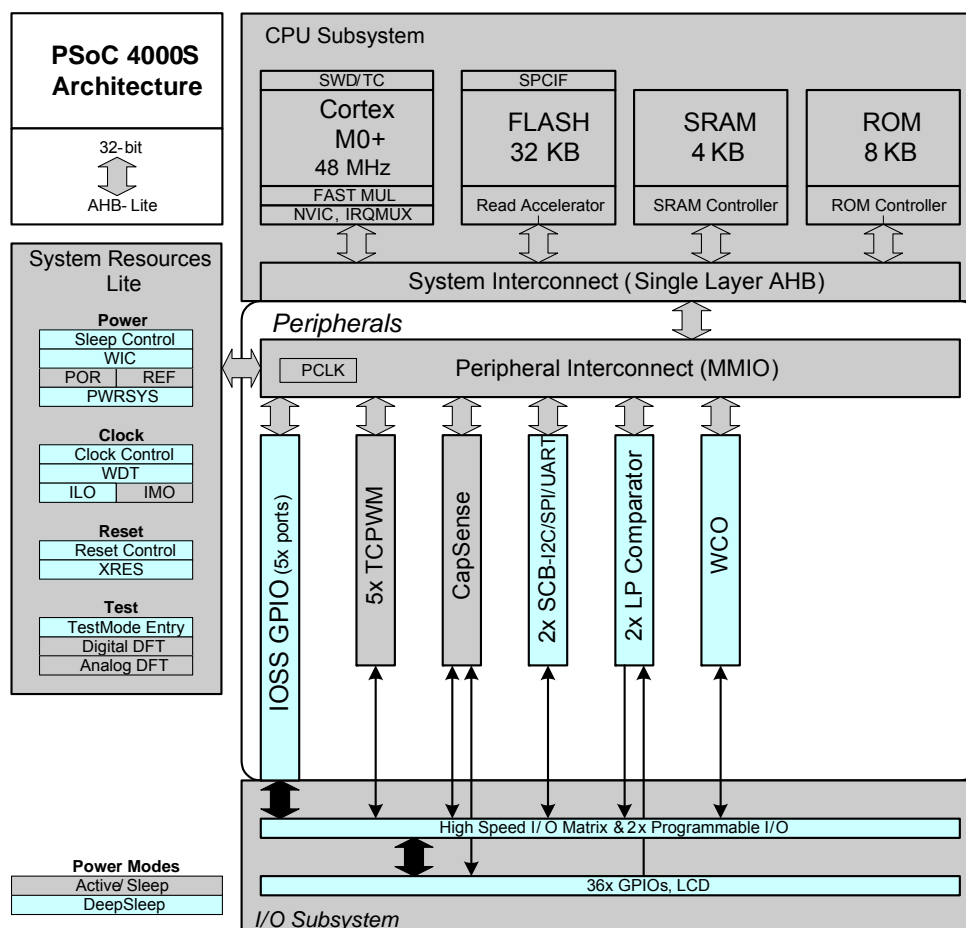 PSoC 4000S
Architecture
32-bit
AHB-Lite
CPU Subsystem
SWD/TC
Cortex
M0+
48 MHz
FAST MUL
NVIC, IRQMUX
SPCIF
FLASH
32 KB
Read Accelerator
SRAM
4 KB
SRAM Controller
ROM
8 KB
ROM Controller
System Interconnect (Single Layer AHB)
System Resources
Lite
Power
Sleep Control
WIC
POR REF
PWRSYS
Clock
Clock Control
WDT
ILO IMO
Reset
Reset Control
XRES
Test
TestMode Entry
Digital DFT
Analog DFT
Peripherals
PCLK
Peripheral Interconnect (MMIO)
IOSS GPIO (5x ports)
5x TCPWM
CapSense
2x SCB-I2C/SPI/UART
2x LP Comparator
WCO
High Speed I/O Matrix & 2x Programmable I/O
36x GPIOs, LCD
I/O Subsystem
Power Modes
Active/Sleep
DeepSleep